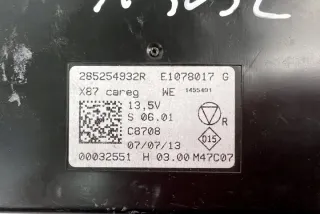 285254932R E1078017 G
X87 careg WE 1455491
13,5V
S 06.01
R
C8708
D15
07/07/13
00032551 H 03.00 M47C07